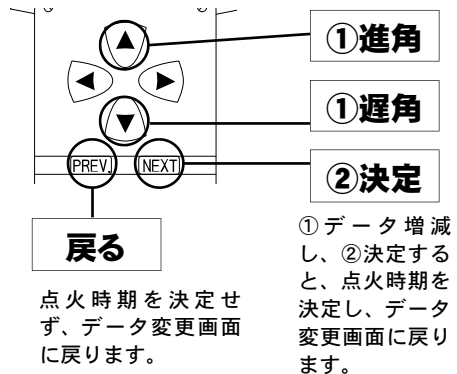 ①進角
①遅角
PREV.
NEXT
②決定
戻る
点火時期を決定せ
ず、データ変更画面
に戻ります。
①データ増減
し、②決定する
と、点火時期を
決定し、データ
変更画面に戻り
ます。